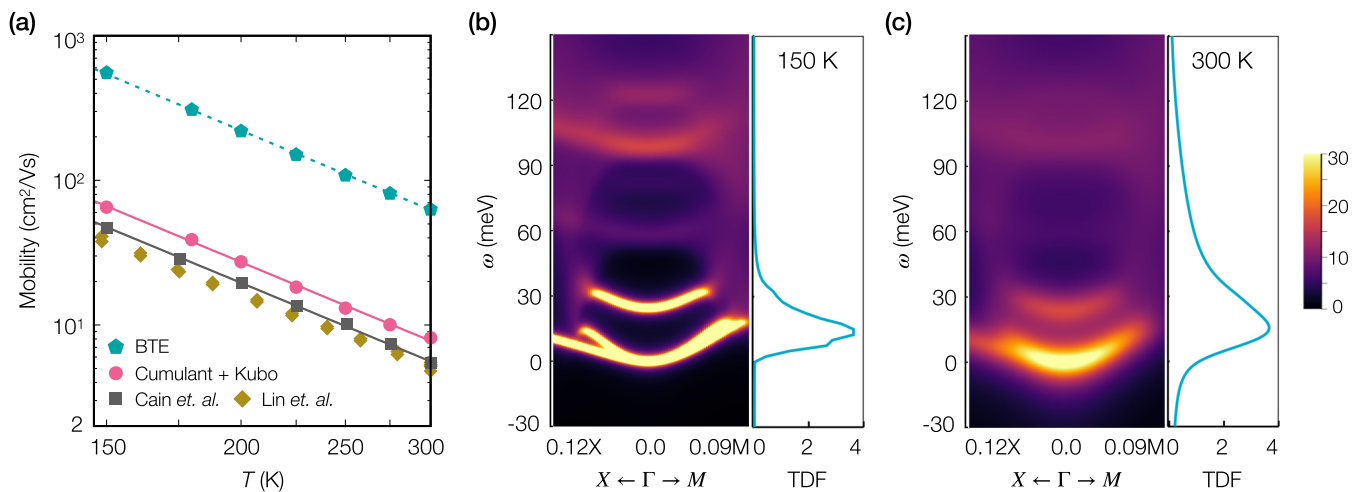 (a)
10³
10²
10¹
2
Mobility (cm²/Vs)
BTE
Cumulant + Kubo
Cain et. al.
Lin et. al.
150
200
250
300
T (K)
(b)
120
90
60
30
0
-30
ω (meV)
0.12X
0.0
0.09M
X ← Γ → M
150 K
0
2
4
TDF
(c)
120
90
60
30
0
-30
ω (meV)
0.12X
0.0
0.09M
X ← Γ → M
300 K
0
2
4
TDF
30
20
10
0